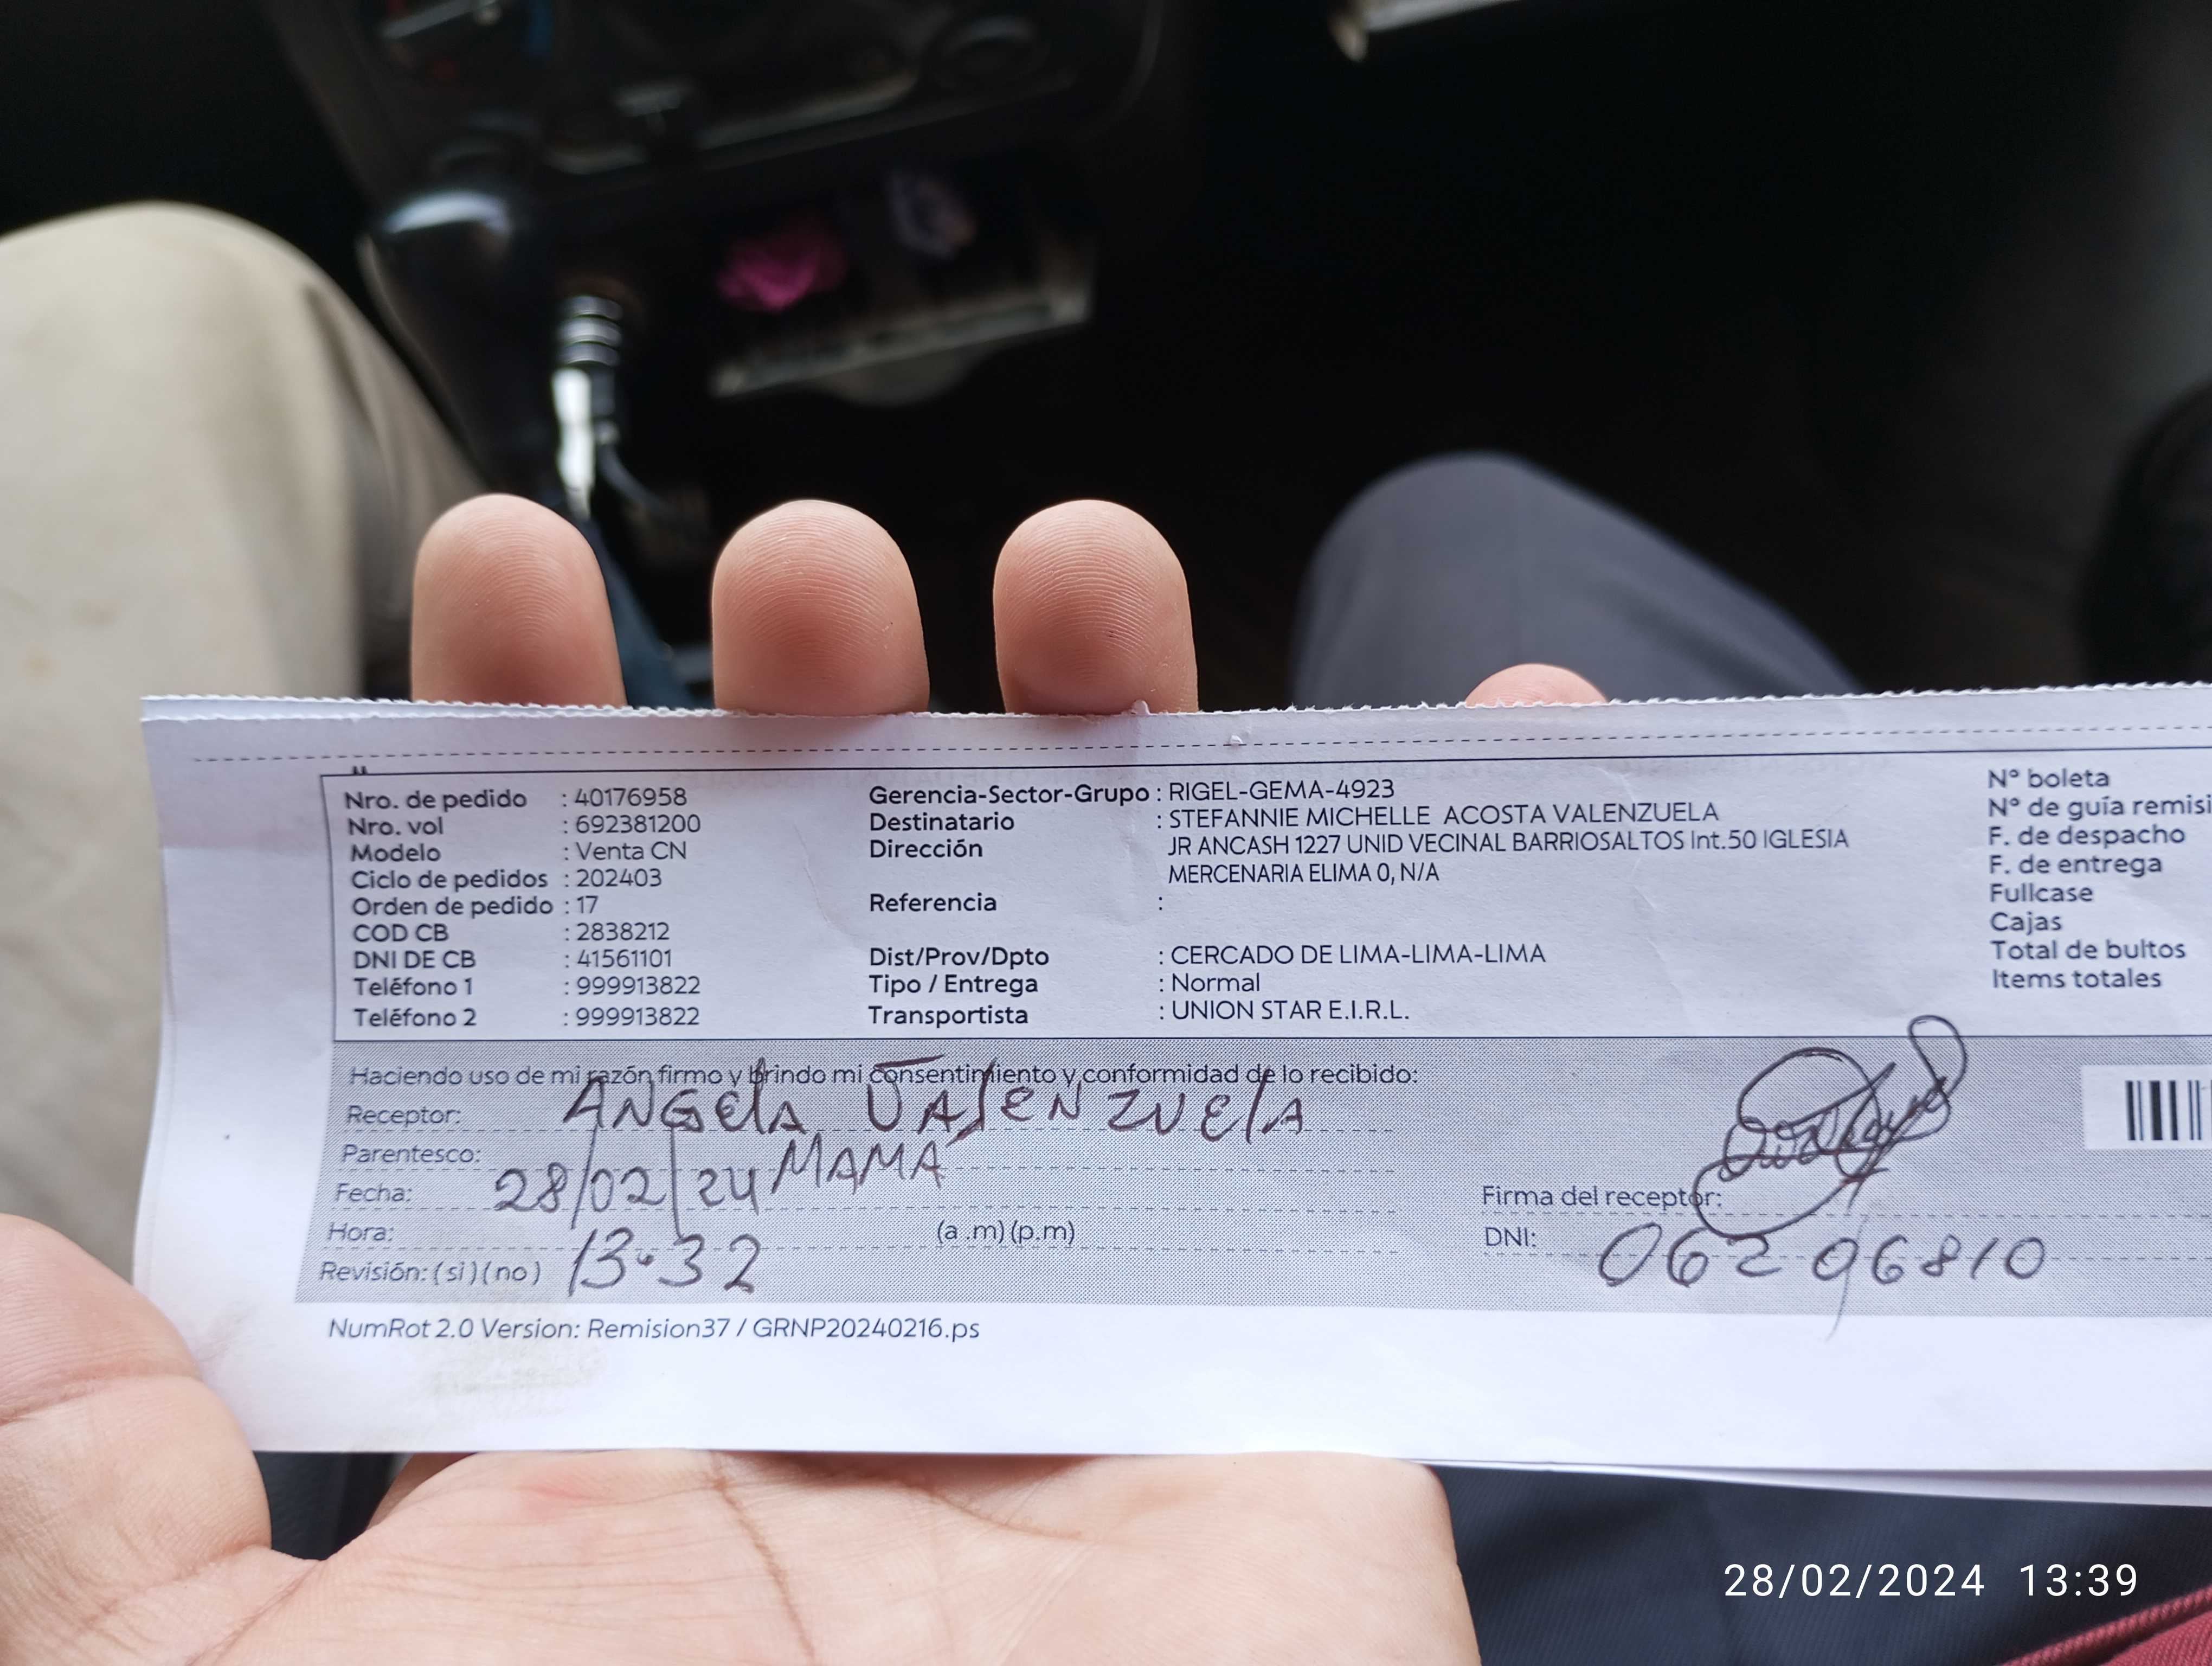 Nro. de pedido : 40176958
Nro. vol : 692381200
Modelo : Venta CN
Ciclo de pedidos : 202403
Orden de pedido : 17
COD CB : 2838212
DNI DE CB : 41561101
Teléfono 1 : 999913822
Teléfono 2 : 999913822
Gerencia-Sector-Grupo : RIGEL-GEMA-4923
Destinatario : STEFANNIE MICHELLE ACOSTA VALENZUELA
Dirección JR ANCASH 1227 UNID VECINAL BARRIOSALTOS Int.50 IGLESIA
MERCENARIA ELIMA 0, N/A
Referencia :
Dist/Prov/Dpto : CERCADO DE LIMA-LIMA-LIMA
Tipo / Entrega : Normal
Transportista : UNION STAR E.I.R.L.
N° boleta
N° de guía remisi
F. de despacho
F. de entrega
Fullcase
Cajas
Total de bultos
Items totales
Haciendo uso de mi razón firmo y brindo mi consentimiento y conformidad de lo recibido:
Receptor: ANGElA VAlENZUElA
Parentesco: MAMÁ
Fecha: 28/02/24
Hora: 13:32 (a .m) (p.m)
Revisión: (si) (no)
Firma del receptor:
DNI: 06296810
NumRot 2.0 Version: Remision37 / GRNP20240216.ps
28/02/2024 13:39